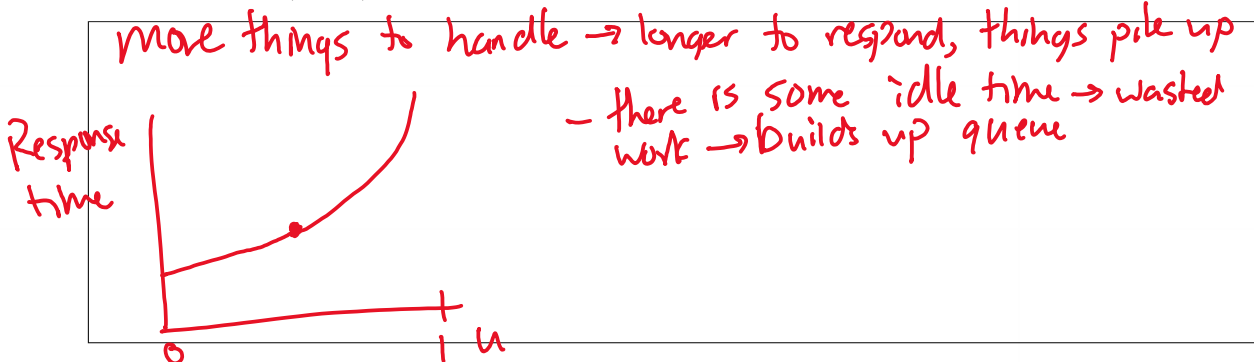 more things to handle → longer to respond, things pile up
- there is some idle time → wasted
work → builds up queue
Response
time
0
1
u